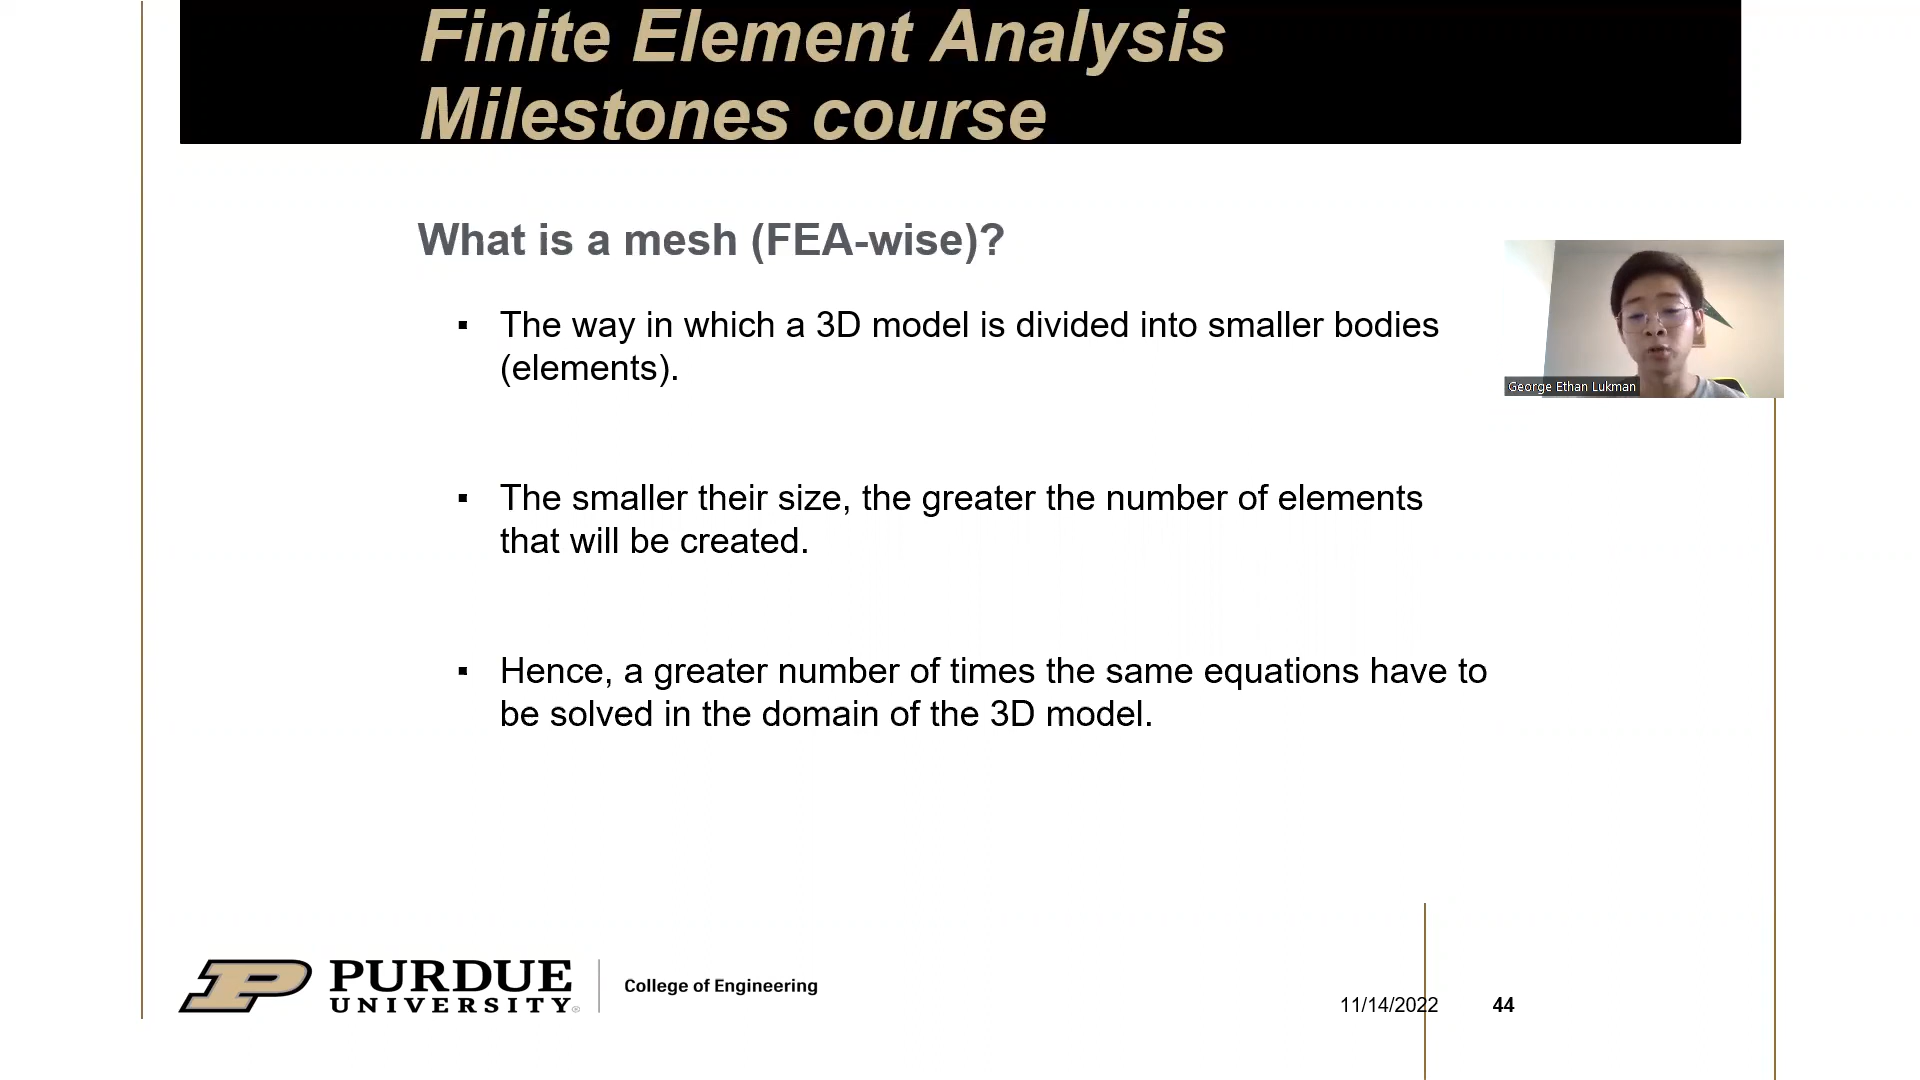 Finite Element Analysis
Milestones course
What is a mesh (FEA-wise)?
▪ The way in which a 3D model is divided into smaller bodies
(elements).
George Ethan Lukman
▪ The smaller their size, the greater the number of elements
that will be created.
▪ Hence, a greater number of times the same equations have to
be solved in the domain of the 3D model.
PURDUE
UNIVERSITY®
College of Engineering
11/14/2022
44